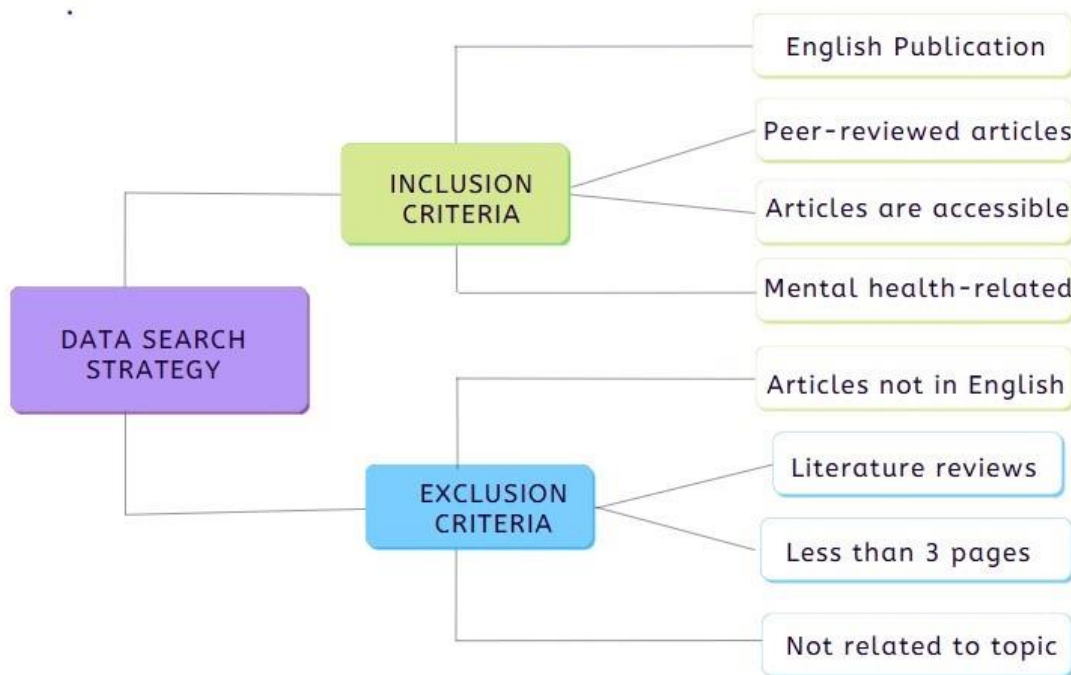 DATA SEARCH
STRATEGY
INCLUSION
CRITERIA
English Publication
Peer-reviewed articles
Articles are accessible
Mental health-related
EXCLUSION
CRITERIA
Articles not in English
Literature reviews
Less than 3 pages
Not related to topic